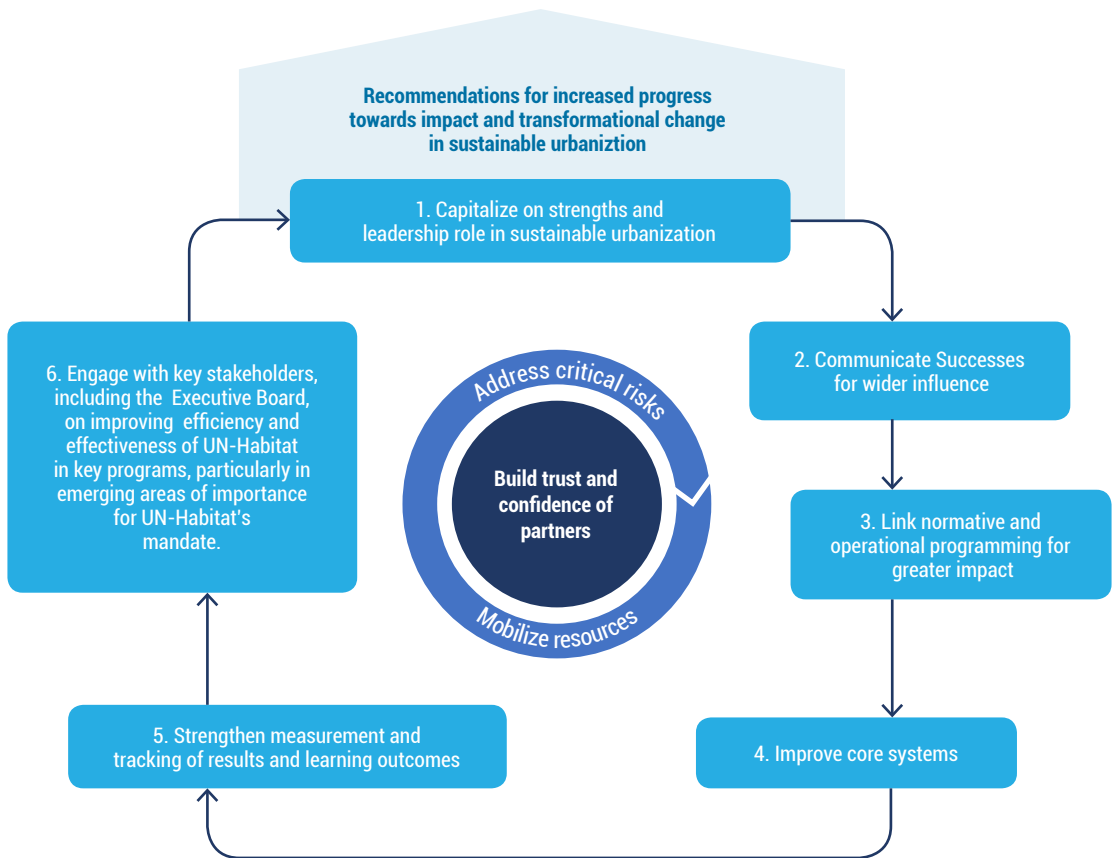 Recommendations for increased progress
towards impact and transformational change
in sustainable urbaniztion
1. Capitalize on strengths and
leadership role in sustainable urbanization
2. Communicate Successes
for wider influence
3. Link normative and
operational programming for
greater impact
4. Improve core systems
5. Strengthen measurement and
tracking of results and learning outcomes
6. Engage with key stakeholders,
including the Executive Board,
on improving efficiency and
effectiveness of UN-Habitat
in key programs, particularly in
emerging areas of importance
for UN-Habitat's
mandate.
Address critical risks
Build trust and
confidence of
partners
Mobilize resources